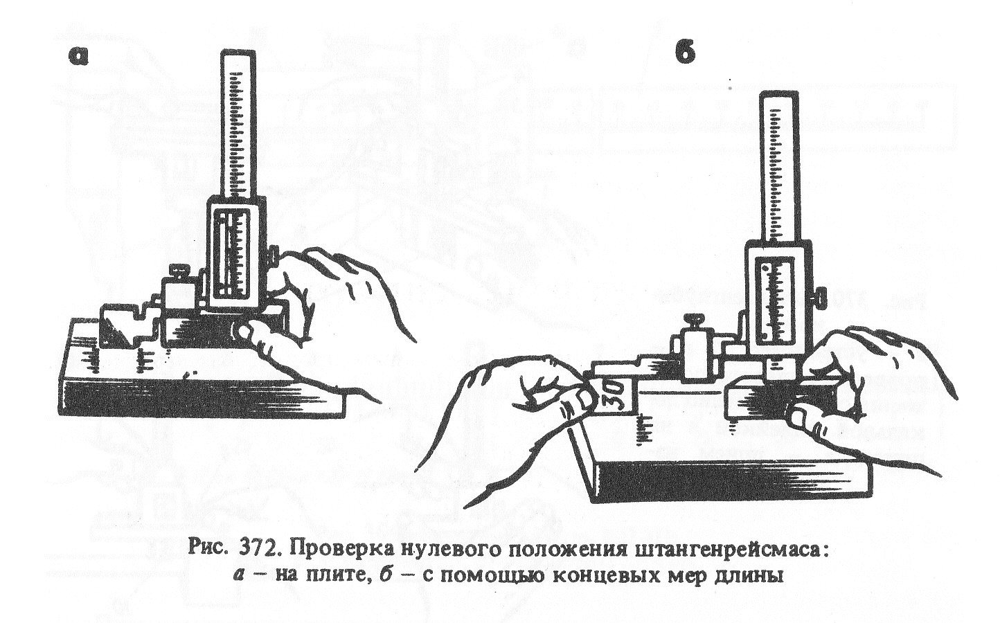 а
б
30
Рис. 372. Проверка нулевого положения штангенрейсмаса:
а – на плите, б – с помощью концевых мер длины